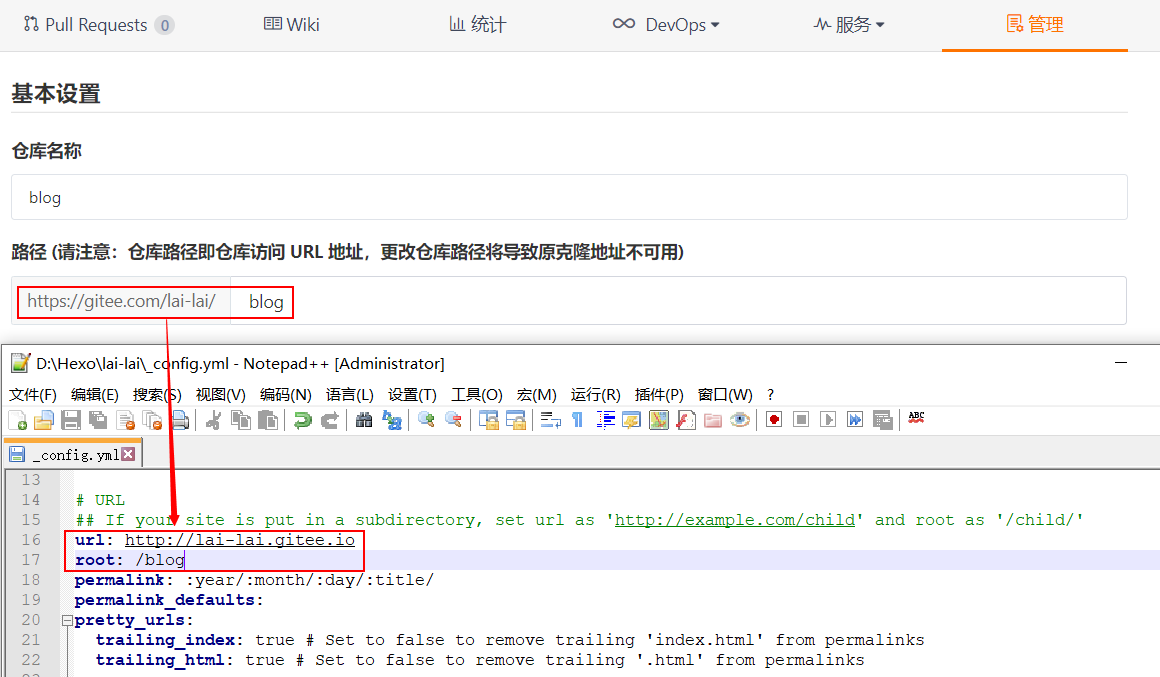 Pull Requests 0 Wiki 统计 DevOps 服务 管理
基本设置
仓库名称
blog
路径 (请注意：仓库路径即仓库访问 URL 地址，更改仓库路径将导致原克隆地址不可用)
https://gitee.com/lai-lai/ blog
D:\Hexo\lai-lai\_config.yml - Notepad++ [Administrator]
文件(F) 编辑(E) 搜索(S) 视图(V) 编码(N) 语言(L) 设置(T) 工具(O) 宏(M) 运行(R) 插件(P) 窗口(W) ?
ABC
_config.yml
13
14 # URL
15 ## If your site is put in a subdirectory, set url as 'http://example.com/child' and root as '/child/'
16 url: http://lai-lai.gitee.io
17 root: /blog
18 permalink: :year/:month/:day/:title/
19 permalink_defaults:
20 pretty_urls:
21 trailing_index: true # Set to false to remove trailing 'index.html' from permalinks
22 trailing_html: true # Set to false to remove trailing '.html' from permalinks